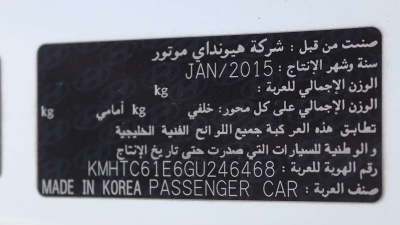 صنعت من قبل : شركة هيونداي موتور
سنة وشهر الإنتاج : JAN/2015
الوزن الإجمالي للعربة : kg
الوزن الإجمالي على كل محور: خلفي kg أمامي kg
تطابق هذه العربة جميع اللوائح الفنية الخليجية
و الوطنية للسيارات التي صدرت حتى تاريخ الإنتاج
رقم الهوية للعربة : KMHTC61E6GU246468
صنف العربة : PASSENGER CAR MADE IN KOREA